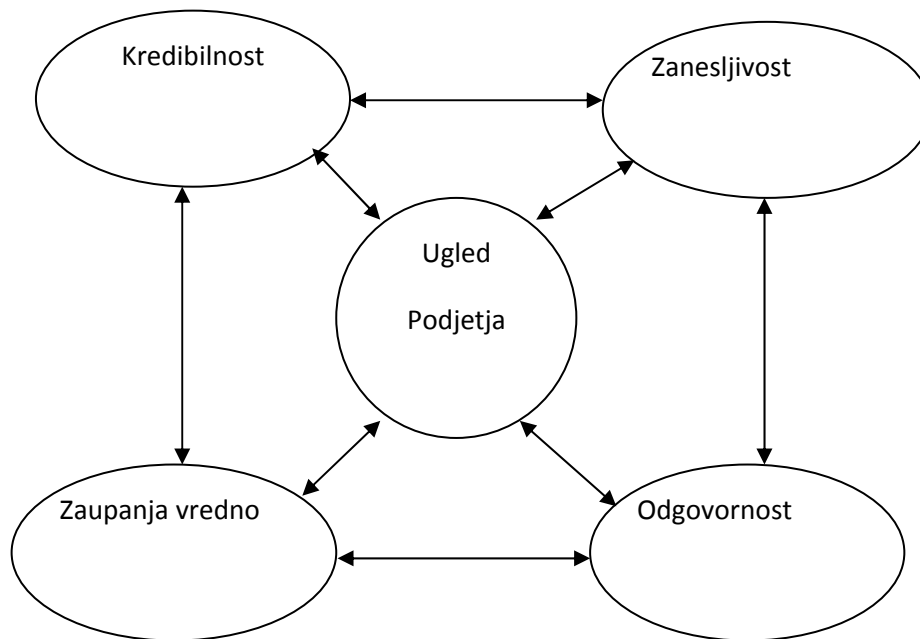 Kredibilnost
Zanesljivost
Ugled
Podjetja
Zaupanja vredno
Odgovornost